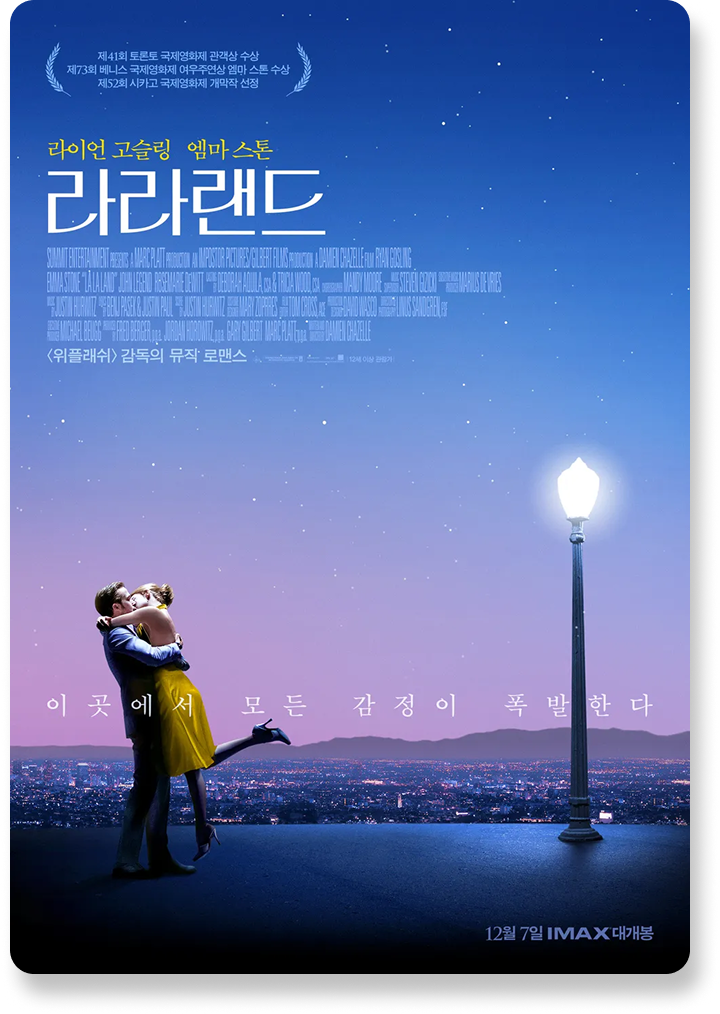 제41회 토론토 국제영화제 관객상 수상
제73회 베니스 국제영화제 여우주연상 엠마 스톤 수상
제52회 시카고 국제영화제 개막작 선정
라이언 고슬링 엠마 스톤
라라랜드
SUMMIT ENTERTAINMENT PRESENTS A MARC PLATT PRODUCTION AN IMPOSTOR PICTURES/GILBERT FILMS PRODUCTION A DAMIEN CHAZELLE FILM RYAN GOSLING
EMMA STONE "LA LA LAND" JOHN LEGEND ROSEMARIE DEWITT DEBORAH AQUILA, CSA & TRICIA WOOD, CSA MANDY MOORE STEVEN GIZICKI MARIUS DE VRIES
JUSTIN HURWITZ BENJ PASEK & JUSTIN PAUL JUSTIN HURWITZ MARY ZOPHRES TOM CROSS, ACE DAVID WASCO LINUS SANDGREN, FSF
MICHAEL BEUGG FRED BERGER, p.g.a. JORDAN HOROWITZ, p.g.a. GARY GILBERT MARC PLATT, p.g.a. DAMIEN CHAZELLE
<위플래쉬> 감독의 뮤직 로맨스 12세 이상 관람가
이곳에서 모든 감정이 폭발한다
12월 7일 IMAX 대개봉